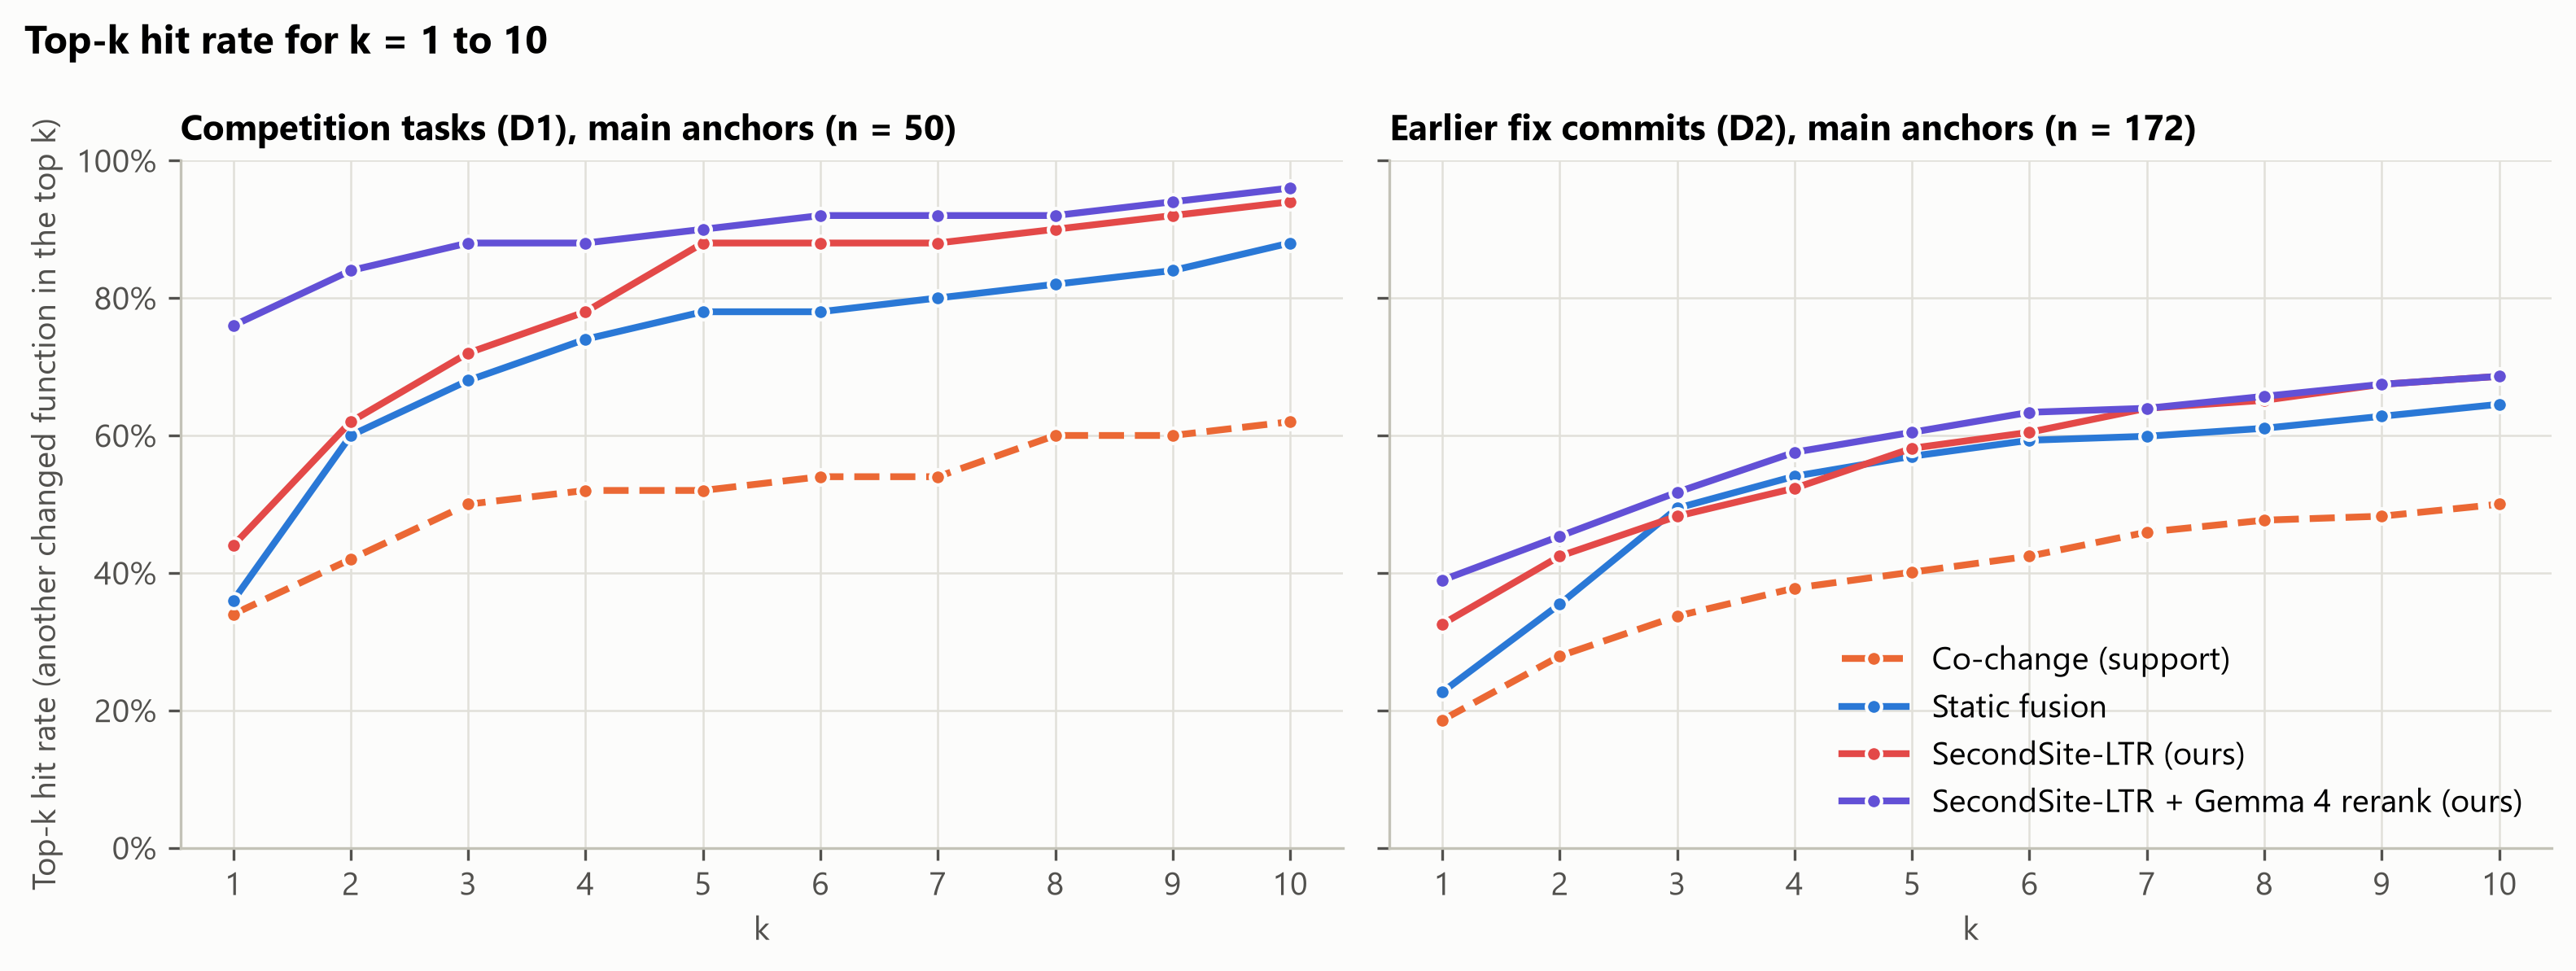 Top-k hit rate for k = 1 to 10
Competition tasks (D1), main anchors (n = 50)
Top-k hit rate (another changed function in the top k)
100%
80%
60%
40%
20%
0%
1 2 3 4 5 6 7 8 9 10
k
Earlier fix commits (D2), main anchors (n = 172)
Co-change (support)
Static fusion
SecondSite-LTR (ours)
SecondSite-LTR + Gemma 4 rerank (ours)
1 2 3 4 5 6 7 8 9 10
k